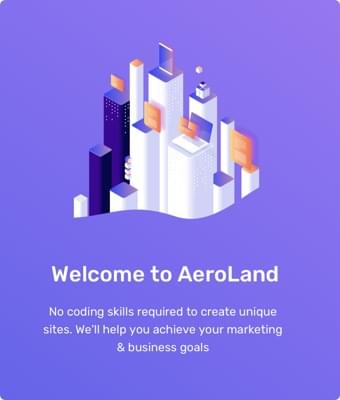 Welcome to AeroLand
No coding skills required to create unique
sites. We'll help you achieve your marketing
& business goals